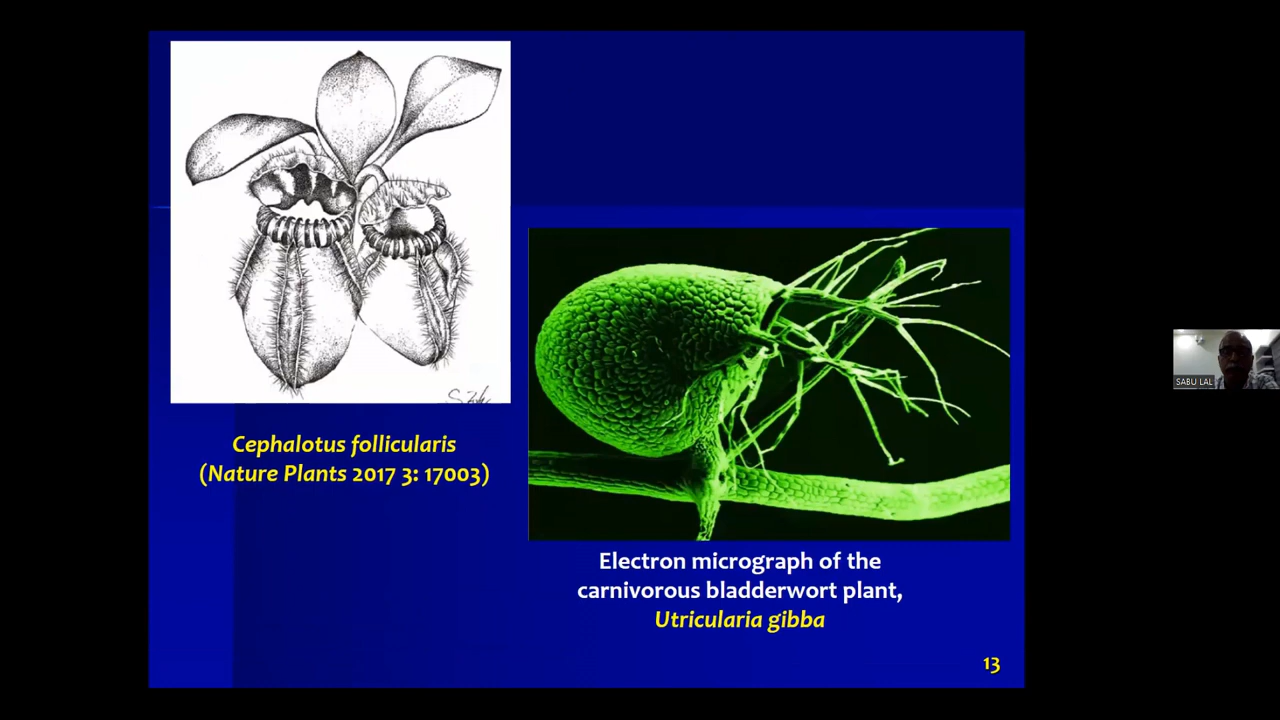 Cephalotus follicularis
(Nature Plants 2017 3: 17003)
Electron micrograph of the
carnivorous bladderwort plant,
Utricularia gibba
13
SABU LAL